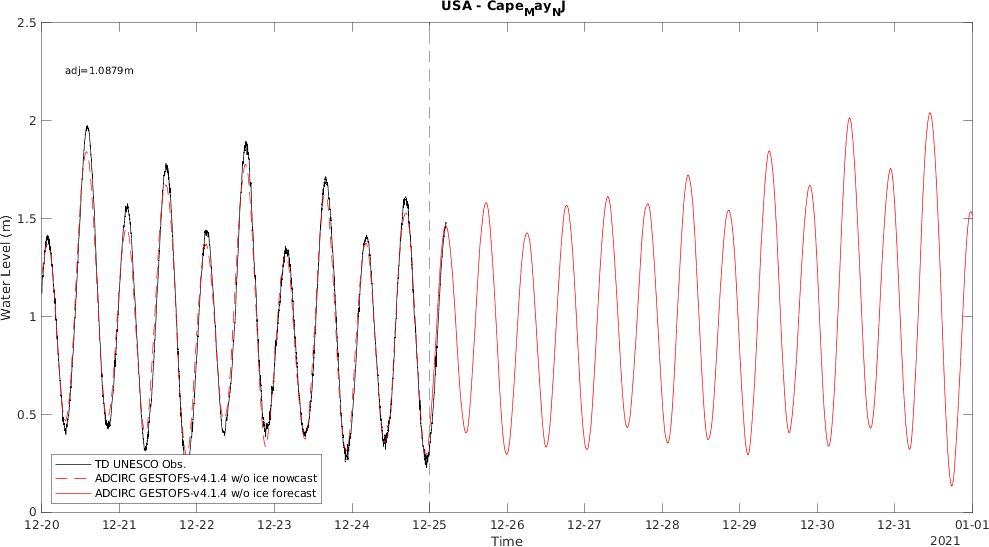 USA - Cape_May_NJ
adj=1.0879m
2.5
2
1.5
1
0.5
0
Water Level (m)
TD UNESCO Obs.
ADCIRC GESTOFS-v4.1.4 w/o ice nowcast
ADCIRC GESTOFS-v4.1.4 w/o ice forecast
12-20 12-21 12-22 12-23 12-24 12-25 12-26 12-27 12-28 12-29 12-30 12-31 01-01
Time
2021